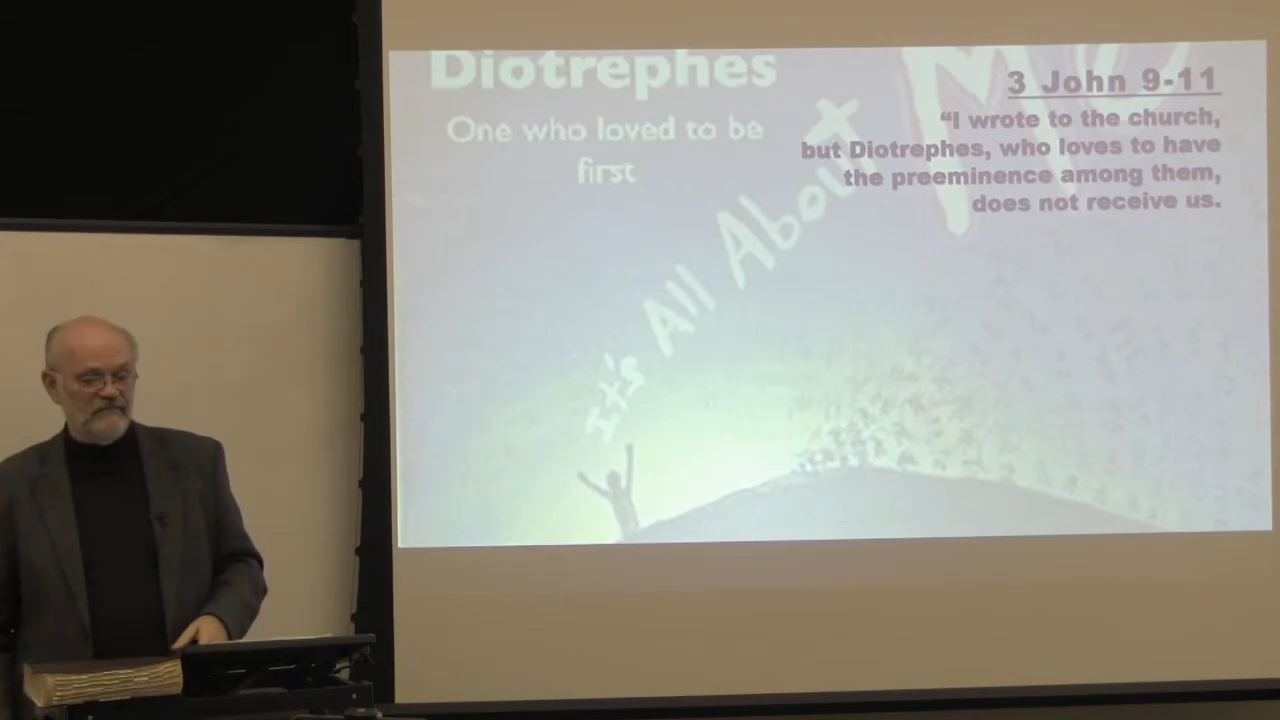 Diotrephes
One who loved to be
first
It's All About Me
3 John 9-11
“I wrote to the church,
but Diotrephes, who loves to have
the preeminence among them,
does not receive us.